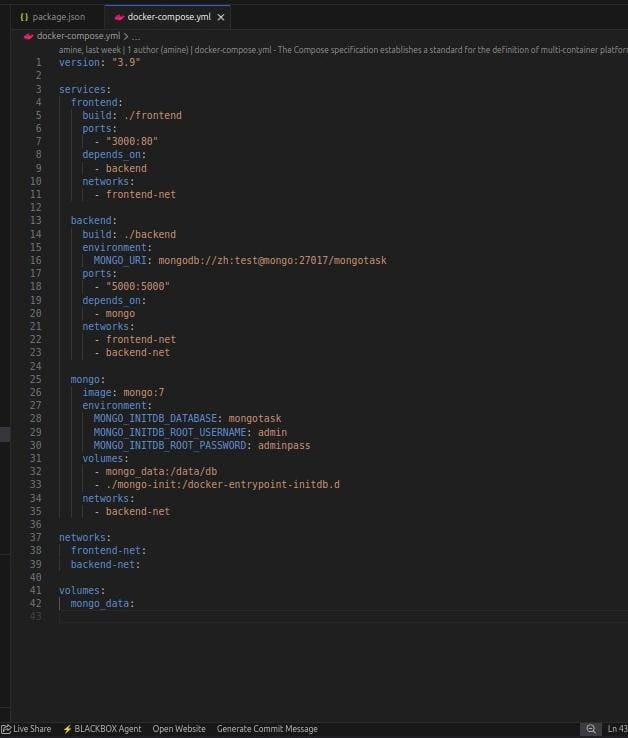 package.json
docker-compose.yml
docker-compose.yml > ...
amine, last week | 1 author (amine) | docker-compose.yml - The Compose specification establishes a standard for the definition of multi-container platfor
1 version: "3.9"
2
3 services:
4   frontend:
5     build: ./frontend
6     ports:
7       - "3000:80"
8     depends_on:
9       - backend
10     networks:
11       - frontend-net
12
13   backend:
14     build: ./backend
15     environment:
16       MONGO_URI: mongodb://zh:test@mongo:27017/mongotask
17     ports:
18       - "5000:5000"
19     depends_on:
20       - mongo
21     networks:
22       - frontend-net
23       - backend-net
24
25   mongo:
26     image: mongo:7
27     environment:
28       MONGO_INITDB_DATABASE: mongotask
29       MONGO_INITDB_ROOT_USERNAME: admin
30       MONGO_INITDB_ROOT_PASSWORD: adminpass
31     volumes:
32       - mongo_data:/data/db
33       - ./mongo-init:/docker-entrypoint-initdb.d
34     networks:
35       - backend-net
36
37 networks:
38   frontend-net:
39   backend-net:
40
41 volumes:
42   mongo_data:
43
Live Share BLACKBOX Agent Open Website Generate Commit Message Ln 43